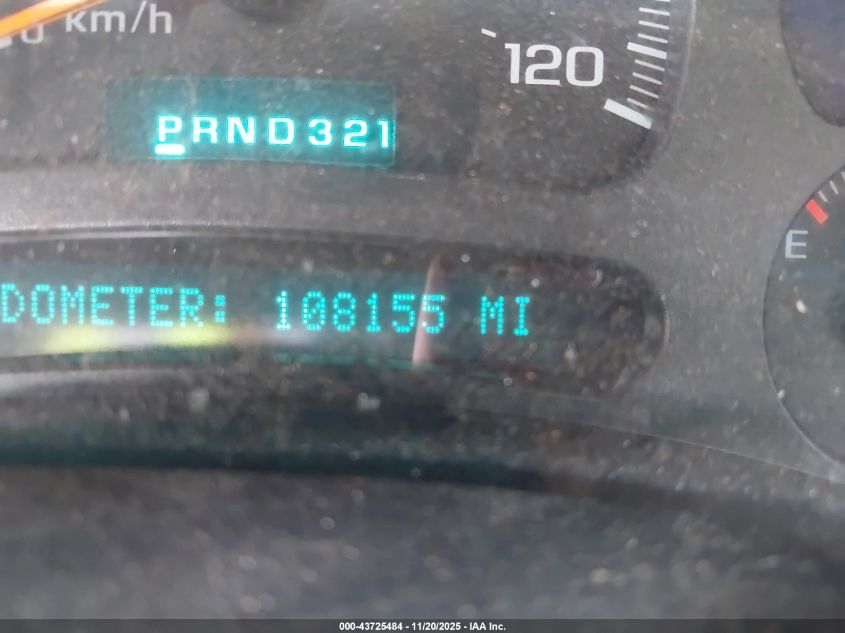 km/h
120
PRND321
E
DOMETER: 108155 MI
000-43725484 - 11/20/2025 - IAA Inc.